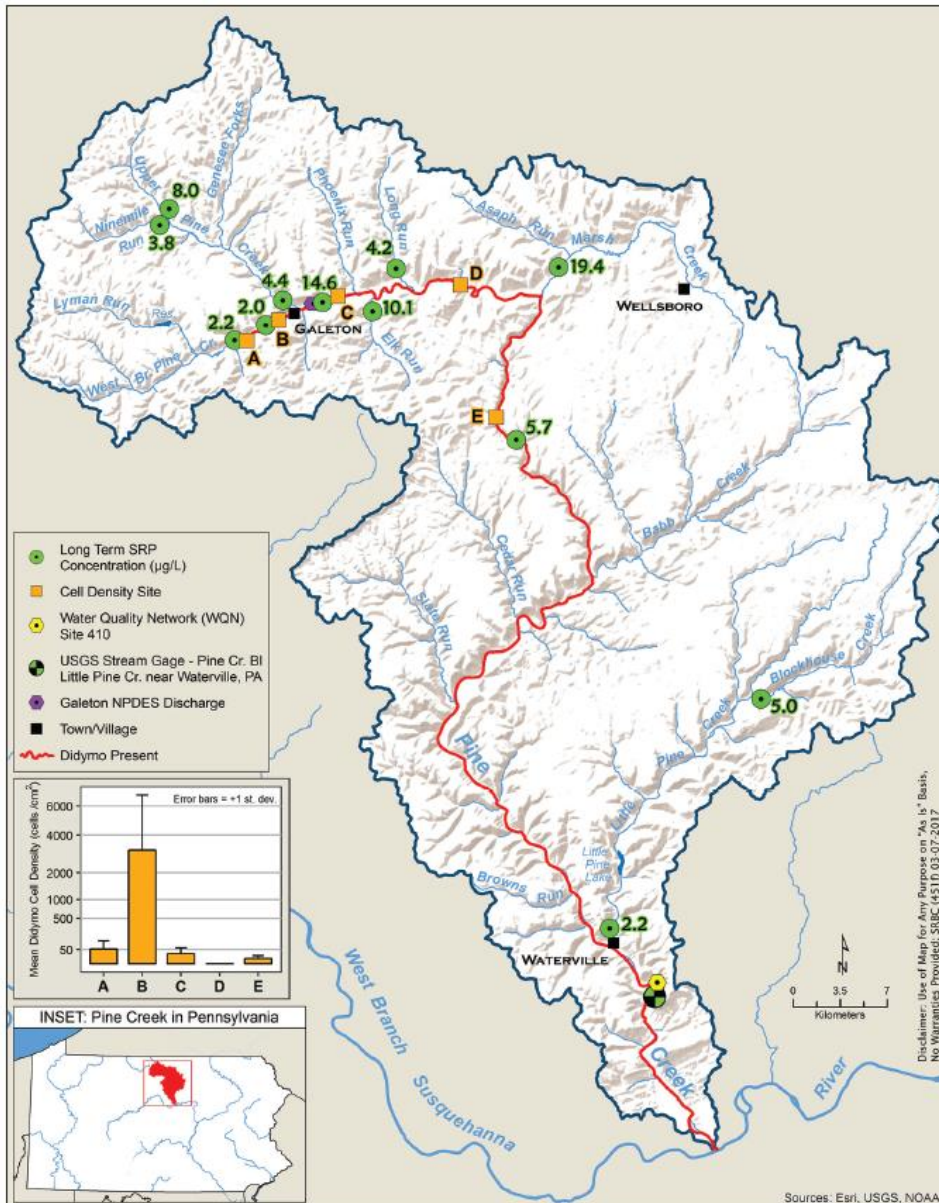 Genesee Forks
Upper
Pine
Creek
Ninemile
Run
8.0
3.8
Phoenix Run
Long Run
Asaph Run
Marsh
Creek
4.2
19.4
D
WELLSBORO
4.4
14.6
2.0
2.2
C
10.1
GALETON
B
A
Lyman Run
Res.
West Br. Pine Cr.
Elk Run
E
5.7
Babb Creek
Cedar Run
Slate Run
Blockhouse Creek
5.0
Little Pine Creek
Pine
Creek
Little
Pine
Lake
Browns Run
2.2
WATERVILLE
West Branch
Susquehanna
River
Long Term SRP
Concentration (µg/L)
Cell Density Site
Water Quality Network (WQN)
Site 410
USGS Stream Gage - Pine Cr. Bl
Little Pine Cr. near Waterville, PA
Galeton NPDES Discharge
Town/Village
Didymo Present
Error bars = +1 st. dev.
Mean Didymo Cell Density (cells /cm²)
6000
4000
2000
1000
500
50
A B C D E
INSET: Pine Creek in Pennsylvania
N
0 3.5 7
Kilometers
Disclaimer: Use of Map for Any Purpose on "As Is" Basis,
No Warranties Provided: SRBC (451f) 03-07-2017
Sources: Esri, USGS, NOAA